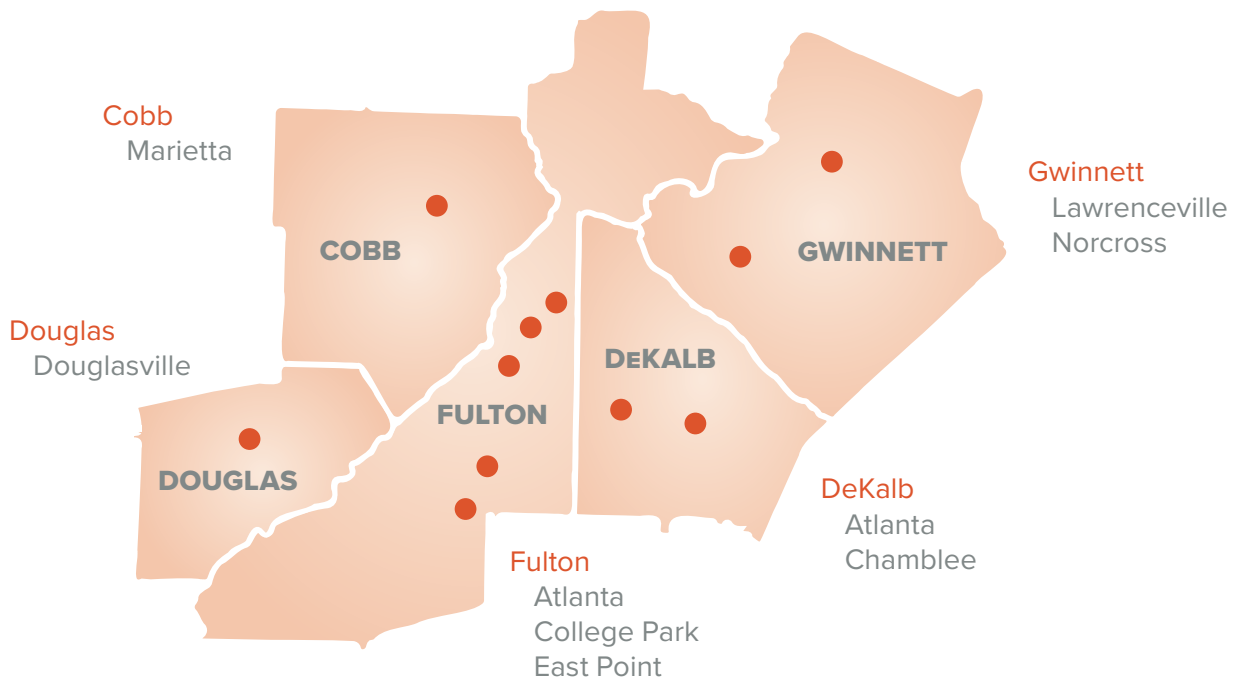 Cobb
Marietta
Gwinnett
Lawrenceville
Norcross
COBB
GWINNETT
Douglas
Douglasville
DEKALB
FULTON
DOUGLAS
DeKalb
Atlanta
Chamblee
Fulton
Atlanta
College Park
East Point